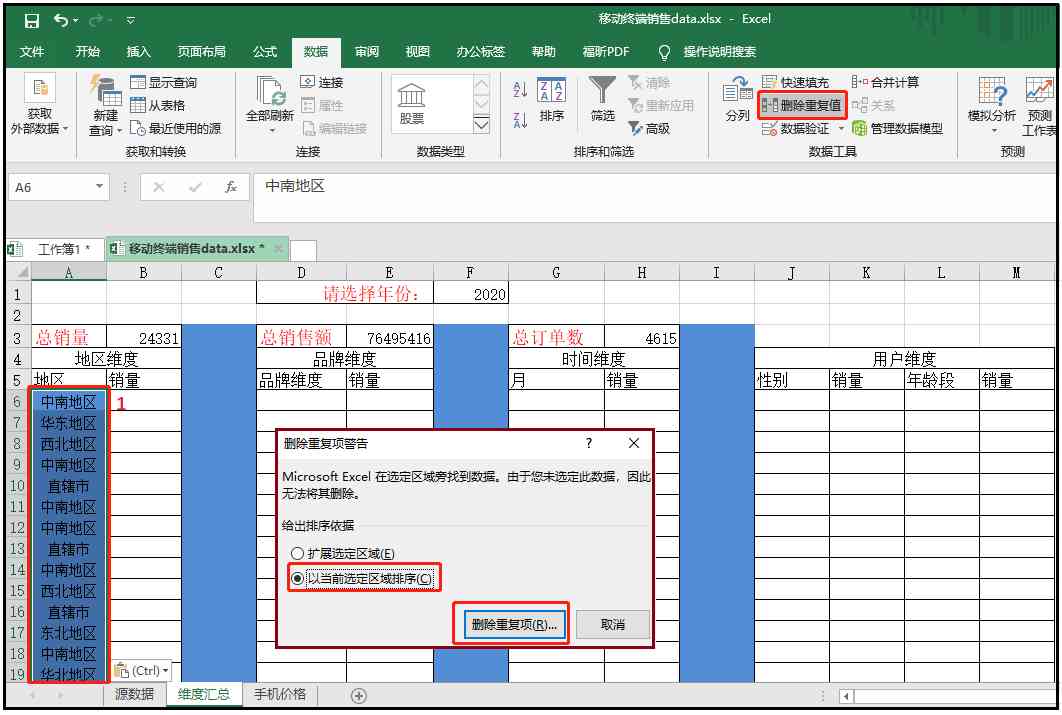 移动终端销售data.xlsx - Excel
文件 开始 插入 页面布局 公式 数据 审阅 视图 办公标签 帮助 福昕PDF 操作说明搜索
获取
外部数据
新建
查询
显示查询
从表格
最近使用的源
获取和转换
全部刷新
连接
属性
编辑链接
连接
股票
数据类型
排序
筛选
清除
重新应用
高级
排序和筛选
分列
快速填充
删除重复值
数据验证
合并计算
关系
管理数据模型
数据工具
模拟分析
预测
工作表
预测
A6 fx 中南地区
工作簿1 * 移动终端销售data.xlsx *
A B C D E F G H I J K L M
1 请选择年份： 2020
2
3 总销量 24331 总销售额 76495416 总订单数 4615
4 地区维度 品牌维度 时间维度 用户维度
5 地区 销量 品牌维度 销量 月 销量 性别 销量 年龄段 销量
6 中南地区 1
7 华东地区
8 西北地区
9 中南地区
10 直辖市
11 中南地区
12 中南地区
13 直辖市
14 中南地区
15 西北地区
16 直辖市
17 东北地区
18 中南地区
19 华北地区 (Ctrl)
删除重复项警告 ?
Microsoft Excel 在选定区域旁找到数据。由于您未选定此数据，因此
无法将其删除。
给出排序依据
扩展选定区域(E)
以当前选定区域排序(C)
删除重复项(R)... 取消
源数据 维度汇总 手机价格